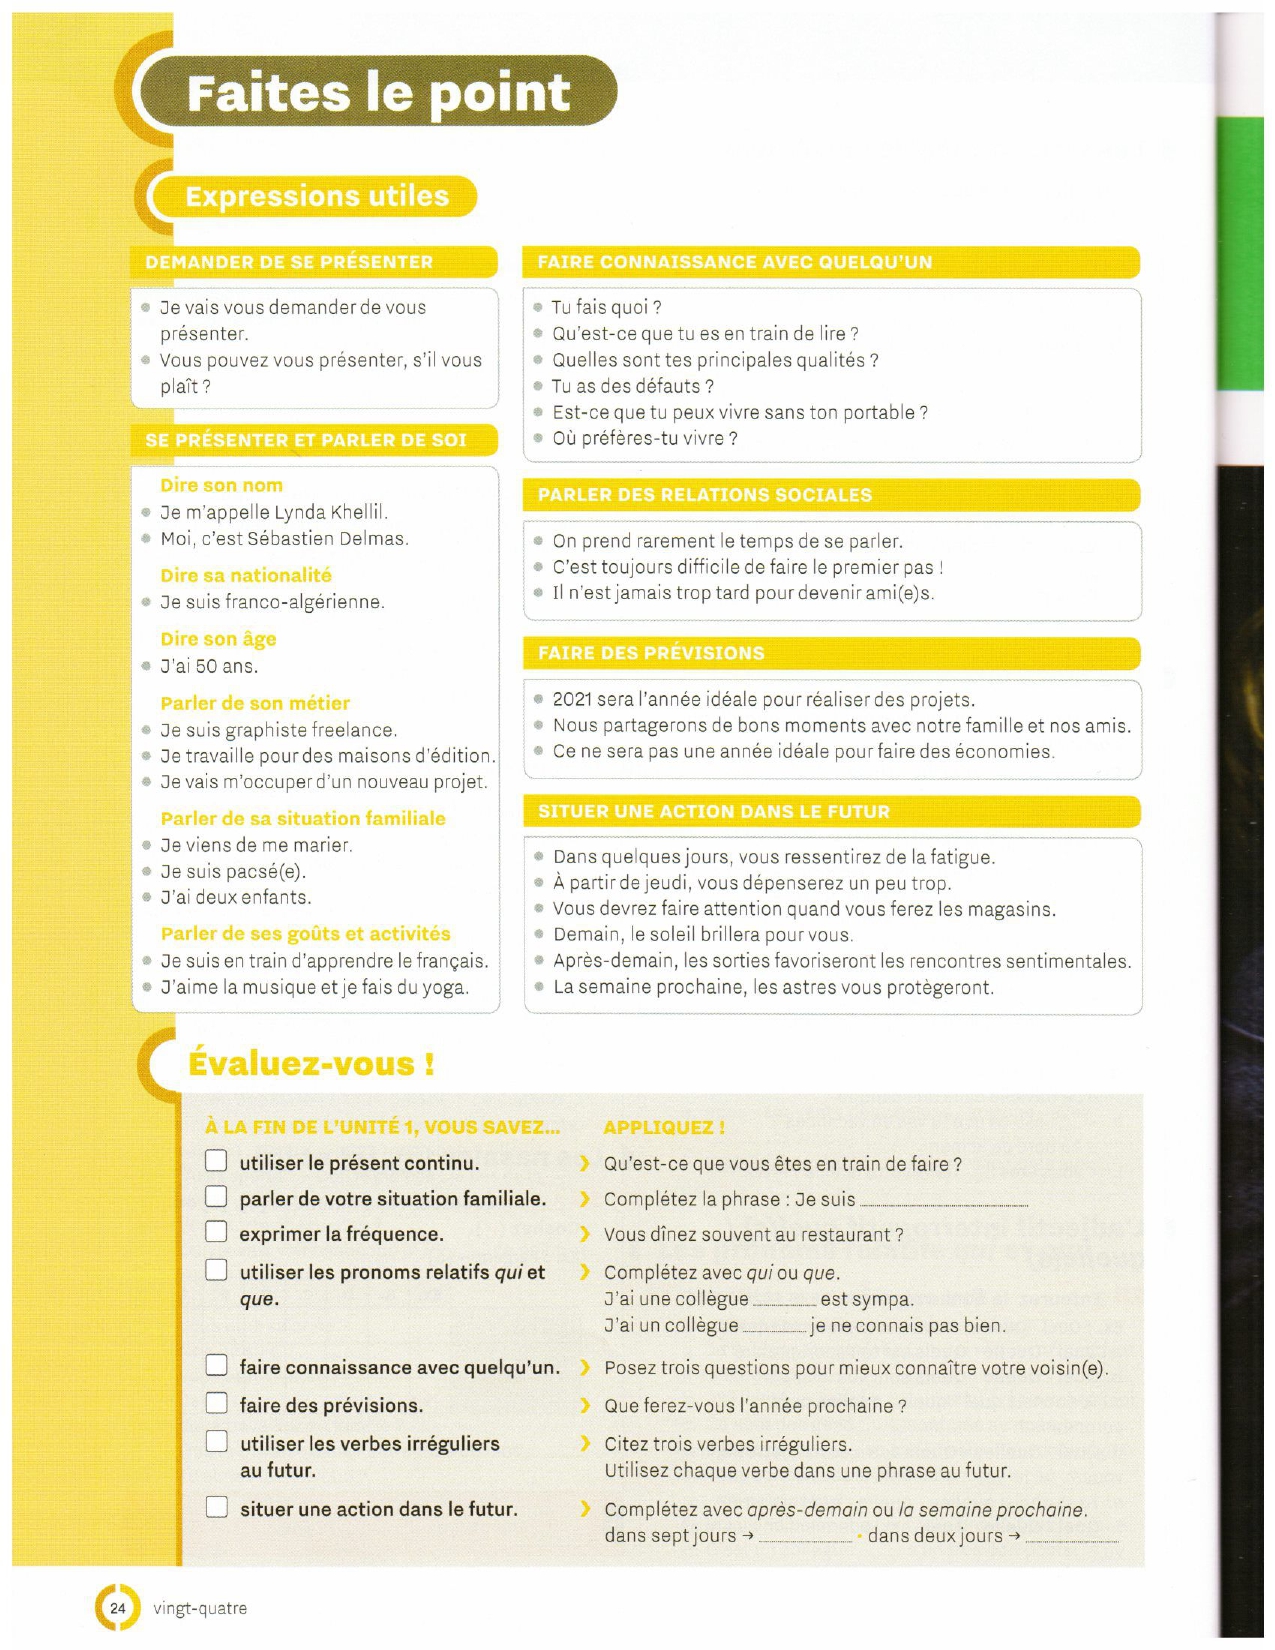 Faites le point
Expressions utiles
DEMANDER DE SE PRÉSENTER
• Je vais vous demander de vous
présenter.
• Vous pouvez vous présenter, s'il vous
plaît ?
SE PRÉSENTER ET PARLER DE SOI
Dire son nom
• Je m'appelle Lynda Khellil.
• Moi, c'est Sébastien Delmas.
Dire sa nationalité
• Je suis franco-algérienne.
Dire son âge
• J'ai 50 ans.
Parler de son métier
• Je suis graphiste freelance.
• Je travaille pour des maisons d'édition.
• Je vais m'occuper d'un nouveau projet.
Parler de sa situation familiale
• Je viens de me marier.
• Je suis pacsé(e).
• J'ai deux enfants.
Parler de ses goûts et activités
• Je suis en train d'apprendre le français.
• J'aime la musique et je fais du yoga.
FAIRE CONNAISSANCE AVEC QUELQU'UN
• Tu fais quoi ?
• Qu'est-ce que tu es en train de lire ?
• Quelles sont tes principales qualités ?
• Tu as des défauts ?
• Est-ce que tu peux vivre sans ton portable ?
• Où préfères-tu vivre ?
PARLER DES RELATIONS SOCIALES
• On prend rarement le temps de se parler.
• C'est toujours difficile de faire le premier pas !
• Il n'est jamais trop tard pour devenir ami(e)s.
FAIRE DES PRÉVISIONS
• 2021 sera l'année idéale pour réaliser des projets.
• Nous partagerons de bons moments avec notre famille et nos amis.
• Ce ne sera pas une année idéale pour faire des économies.
SITUER UNE ACTION DANS LE FUTUR
• Dans quelques jours, vous ressentirez de la fatigue.
• À partir de jeudi, vous dépenserez un peu trop.
• Vous devrez faire attention quand vous ferez les magasins.
• Demain, le soleil brillera pour vous.
• Après-demain, les sorties favoriseront les rencontres sentimentales.
• La semaine prochaine, les astres vous protègeront.
Évaluez-vous !
À LA FIN DE L'UNITÉ 1, VOUS SAVEZ... APPLIQUEZ !
☐ utiliser le présent continu. ❯ Qu'est-ce que vous êtes en train de faire ?
☐ parler de votre situation familiale. ❯ Complétez la phrase : Je suis ..........
☐ exprimer la fréquence. ❯ Vous dînez souvent au restaurant ?
☐ utiliser les pronoms relatifs qui et ❯ Complétez avec qui ou que.
que. J'ai une collègue .......... est sympa.
J'ai un collègue .......... je ne connais pas bien.
☐ faire connaissance avec quelqu'un. ❯ Posez trois questions pour mieux connaître votre voisin(e).
☐ faire des prévisions. ❯ Que ferez-vous l'année prochaine ?
☐ utiliser les verbes irréguliers ❯ Citez trois verbes irréguliers.
au futur. Utilisez chaque verbe dans une phrase au futur.
☐ situer une action dans le futur. ❯ Complétez avec après-demain ou la semaine prochaine.
dans sept jours → .......... • dans deux jours → ..........
24 vingt-quatre